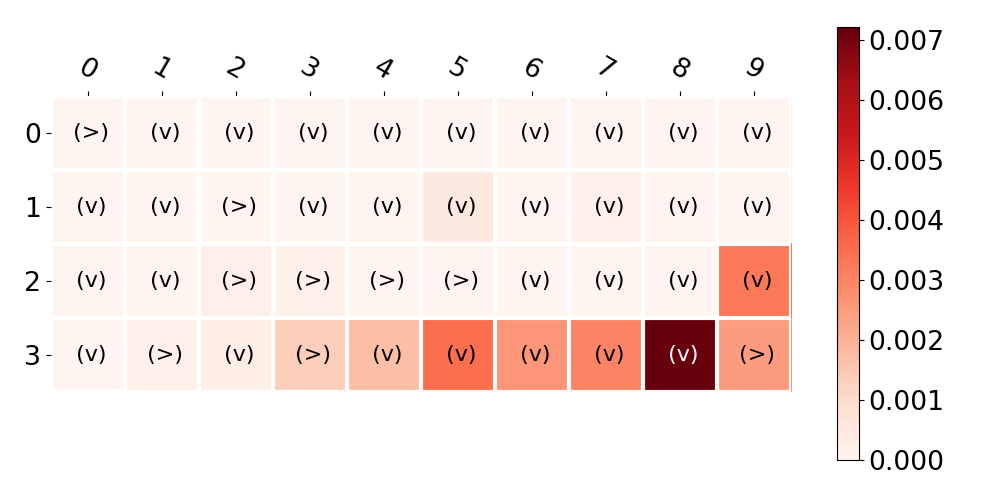 0 1 2 3 4 5 6 7 8 9
0 (>) (v) (v) (v) (v) (v) (v) (v) (v) (v)
1 (v) (v) (>) (v) (v) (v) (v) (v) (v) (v)
2 (v) (v) (>) (>) (>) (>) (v) (v) (v) (v)
3 (v) (>) (v) (>) (v) (v) (v) (v) (v) (>)
0.007
0.006
0.005
0.004
0.003
0.002
0.001
0.000